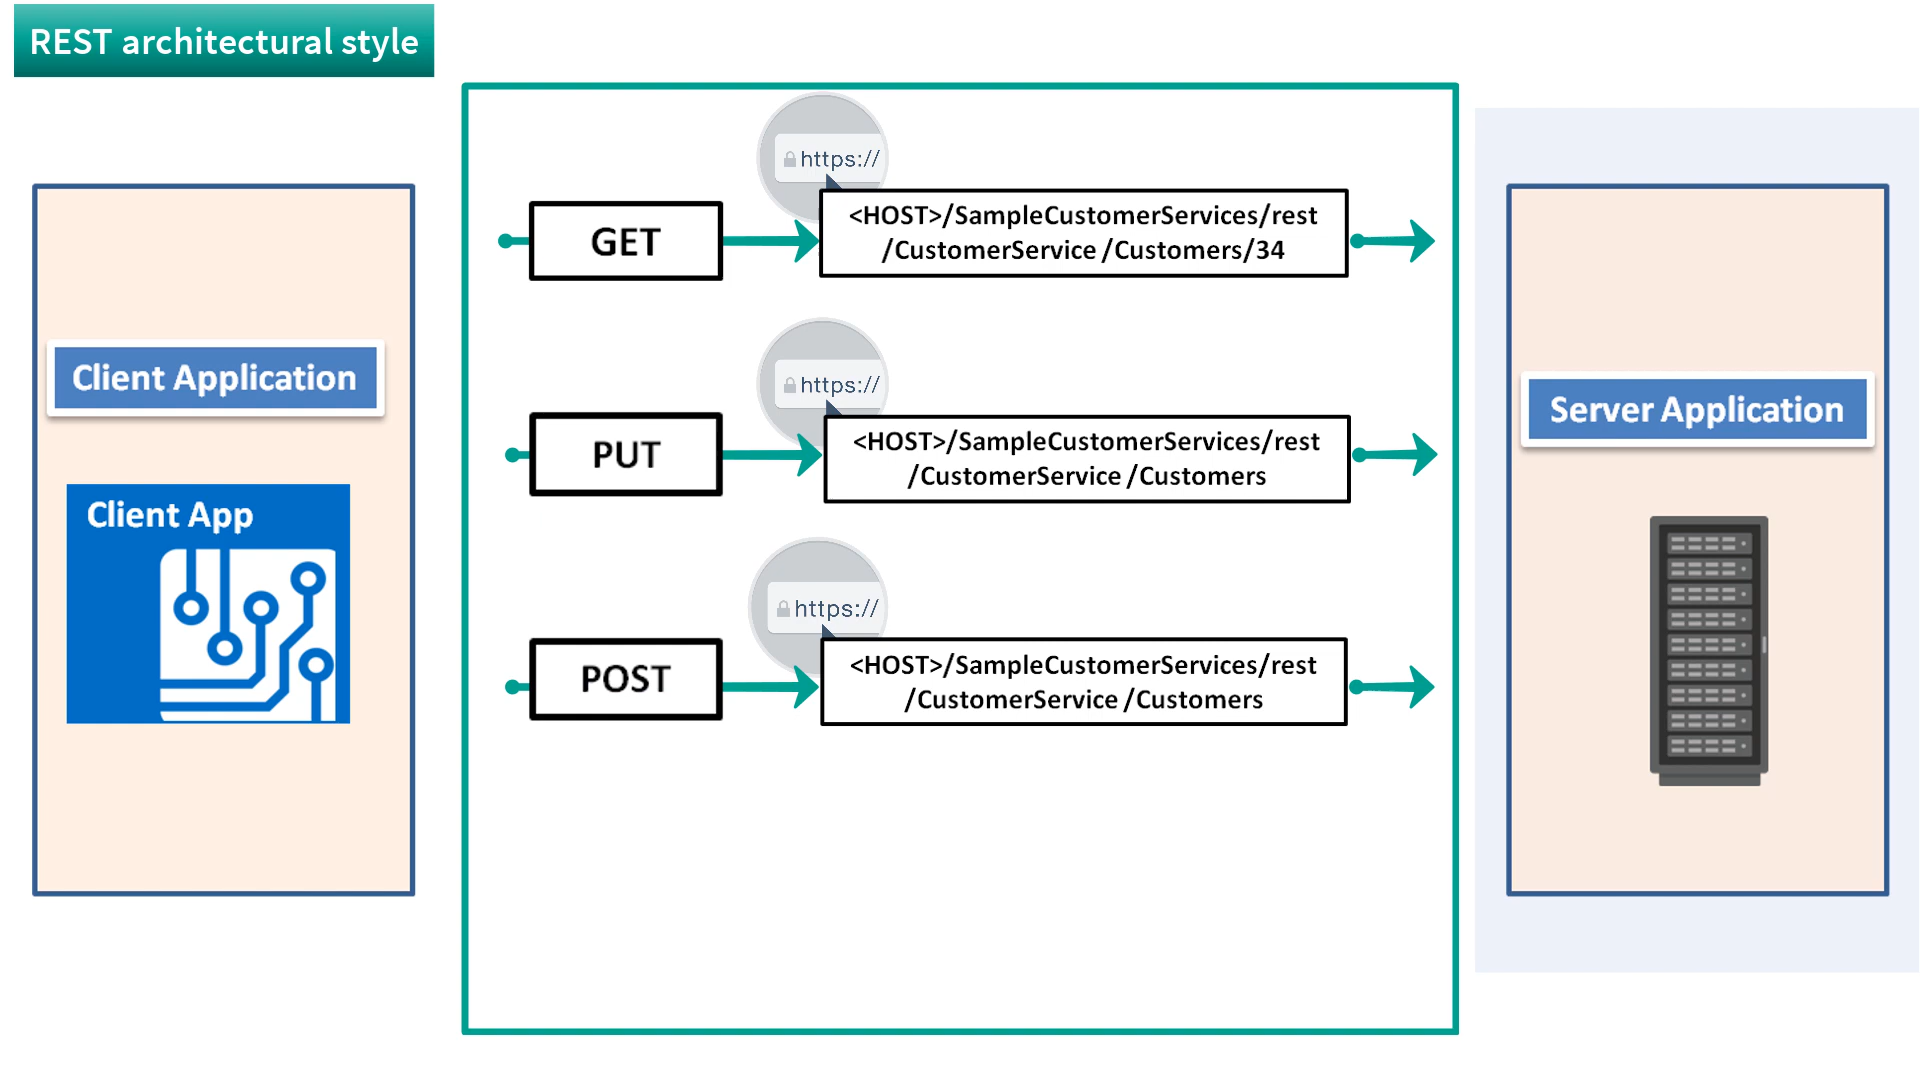 REST architectural style
https://
GET
<HOST>/SampleCustomerServices/rest
/CustomerService /Customers/34
Client Application
https://
PUT
<HOST>/SampleCustomerServices/rest
/CustomerService /Customers
Server Application
Client App
https://
POST
<HOST>/SampleCustomerServices/rest
/CustomerService /Customers